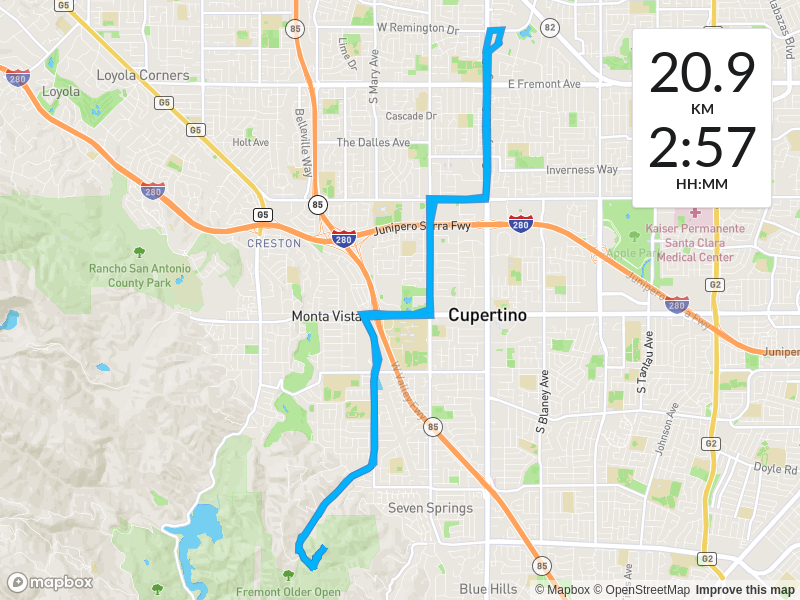 G5
abazas Blvd
85
W Remington Dr
82
280
Loyola Corners
Lime Dr
S Mary Ave
20.9
KM
2:57
HH:MM
Loyola
E Fremont Ave
G5
G5
Belleville Way
Cascade Dr
Holt Ave
The Dalles Ave
Inverness Way
280
85
G5
CRESTON
280
Junipero Serra Fwy
280
Kaiser Permanente
Santa Clara
Medical Center
Apple Park
Rancho San Antonio
County Park
G2
280
Junipero Serra Fwy
Monta Vista
Cupertino
Junipero
W Valley Fwy
S Blaney Ave
S Tantau Ave
Johnson Ave
85
G2
Doyle Rd
Seven Springs
G2
85
Fremont Older Open
Blue Hills
s Ave
mapbox
© Mapbox © OpenStreetMap Improve this map